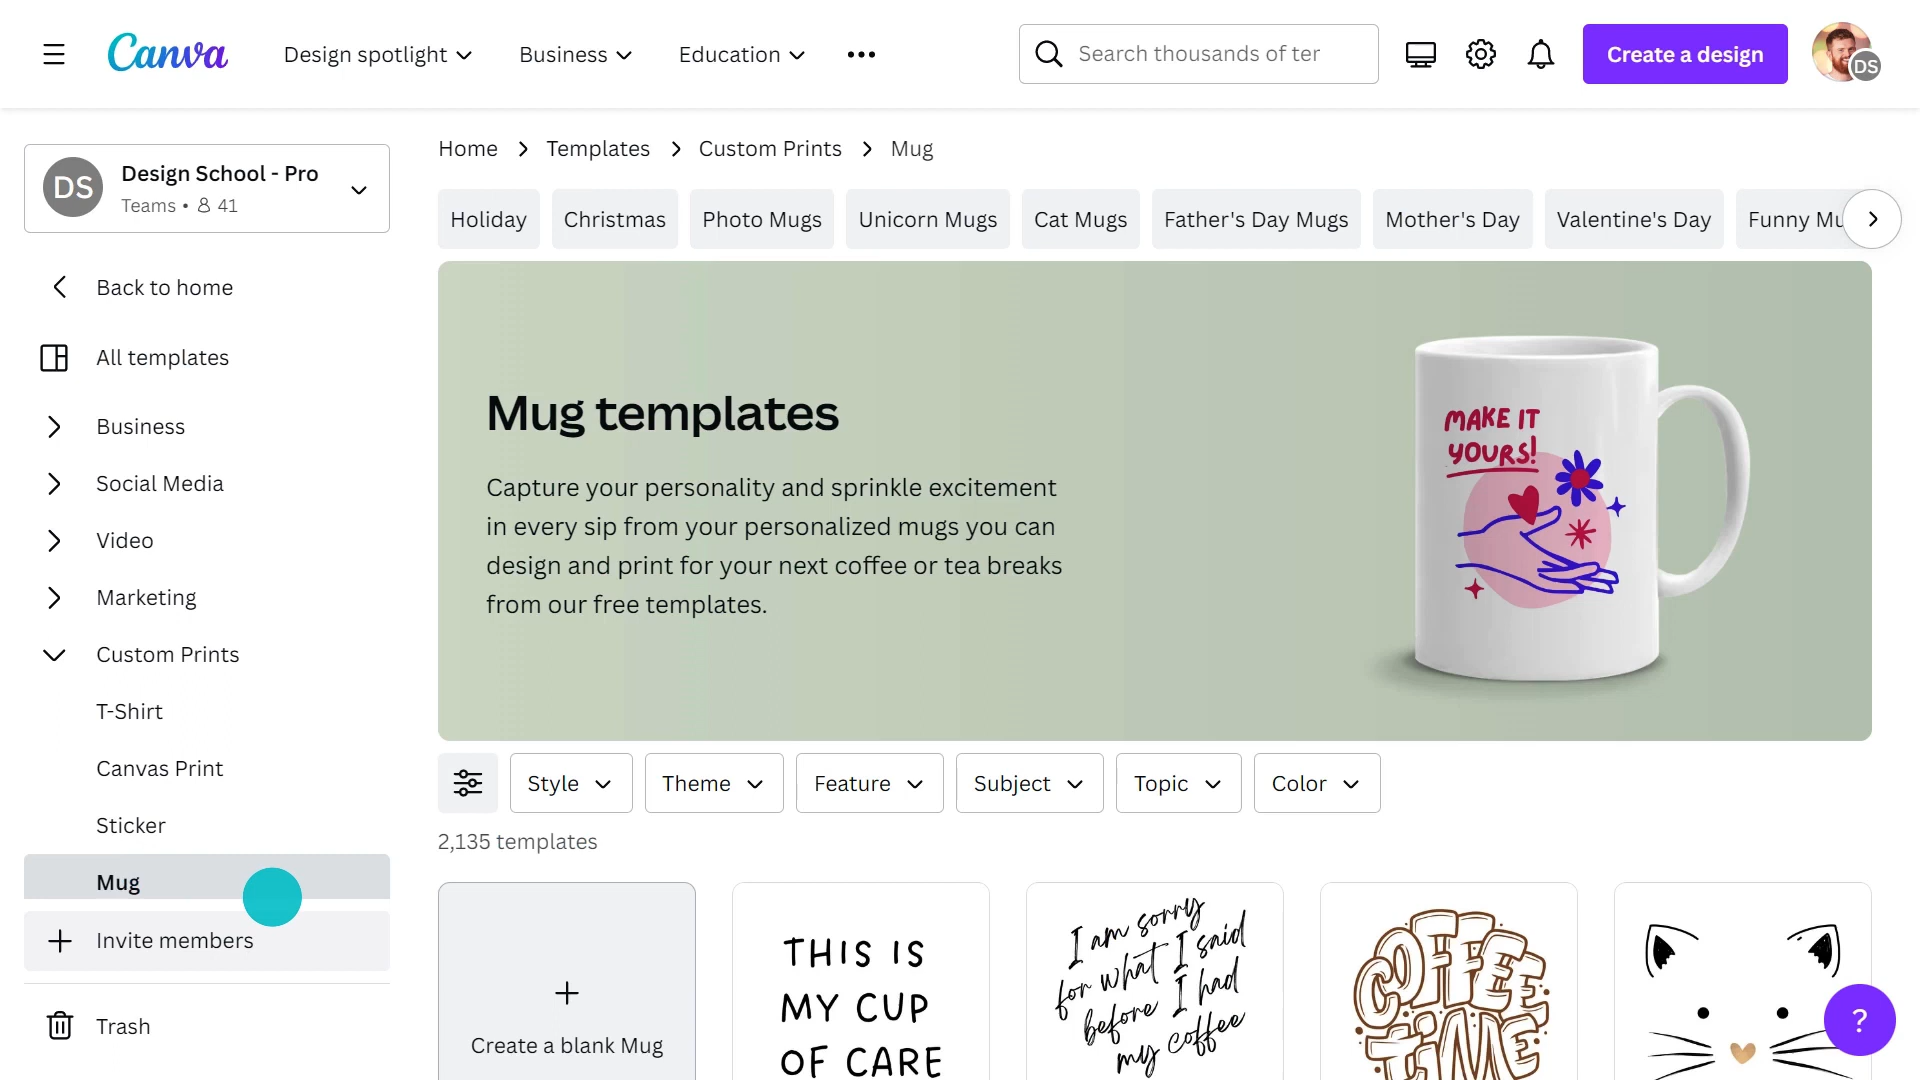 Canva
Design spotlight
Business
Education
Search thousands of ter
Create a design
DS
DS
Design School - Pro
Teams • 41
Back to home
All templates
Business
Social Media
Video
Marketing
Custom Prints
T-Shirt
Canvas Print
Sticker
Mug
Invite members
Trash
Home > Templates > Custom Prints > Mug
Holiday
Christmas
Photo Mugs
Unicorn Mugs
Cat Mugs
Father's Day Mugs
Mother's Day
Valentine's Day
Funny Mu
Mug templates
Capture your personality and sprinkle excitement
in every sip from your personalized mugs you can
design and print for your next coffee or tea breaks
from our free templates.
MAKE IT
YOURS!
Style
Theme
Feature
Subject
Topic
Color
2,135 templates
+
Create a blank Mug
THIS IS
MY CUP
OF CARE
I am sorry
for what I said
before I had
my coffee
COFFEE
TIME
?